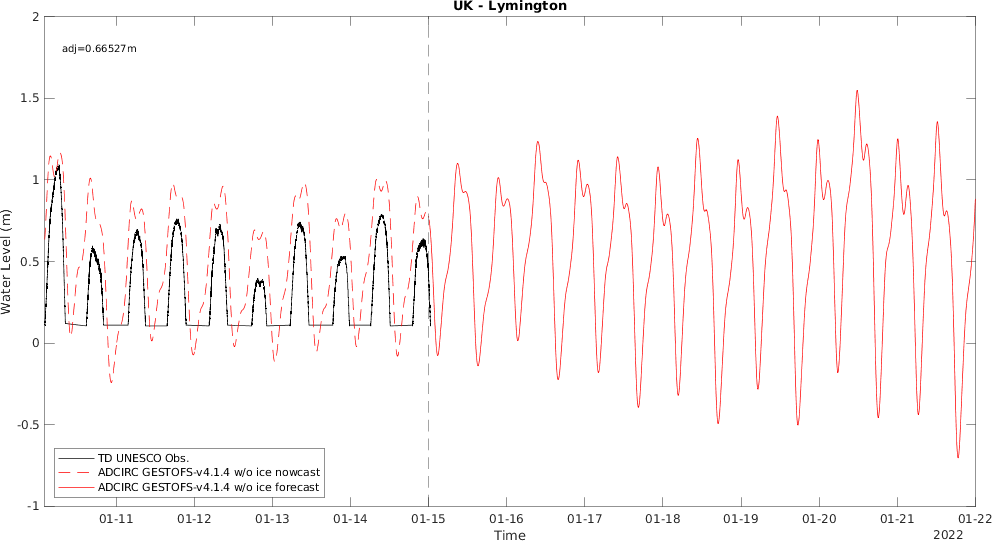 UK - Lymington
adj=0.66527m
Water Level (m)
2
1.5
1
0.5
0
-0.5
-1
TD UNESCO Obs.
ADCIRC GESTOFS-v4.1.4 w/o ice nowcast
ADCIRC GESTOFS-v4.1.4 w/o ice forecast
01-11 01-12 01-13 01-14 01-15 01-16 01-17 01-18 01-19 01-20 01-21 01-22
Time
2022